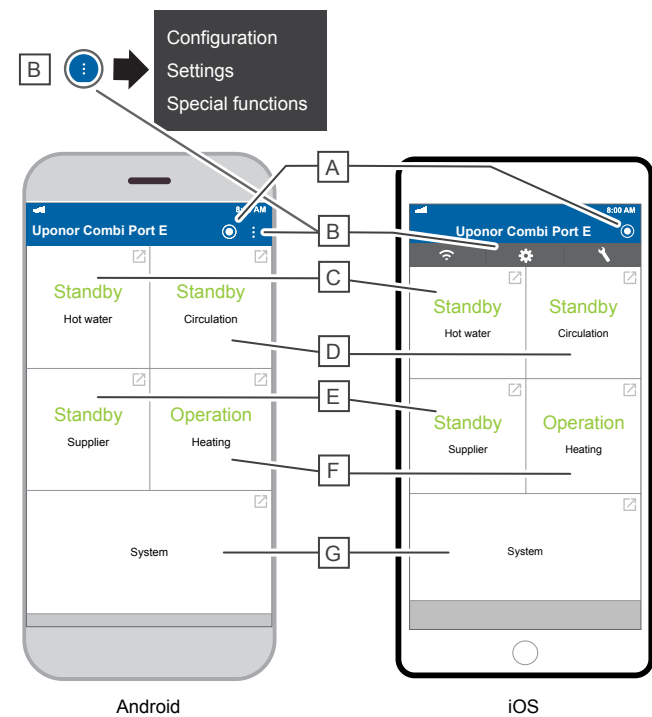 Configuration
B
Settings
Special functions
A
8:00 AM
Uponor Combi Port E
B
8:00 AM
Uponor Combi Port E
C
Standby
Standby
Hot water
Circulation
Standby
Standby
Hot water
Circulation
D
E
Standby
Operation
Supplier
Heating
Standby
Operation
Supplier
Heating
F
System
G
System
Android
iOS